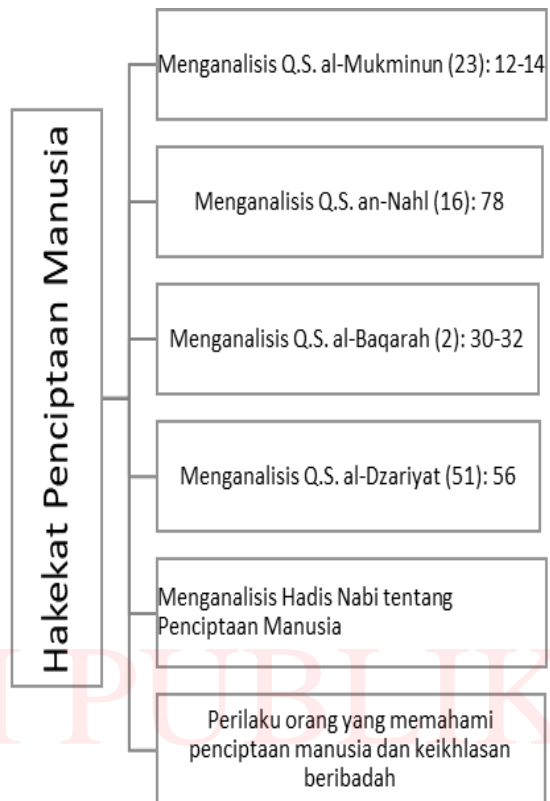 Hakekat Penciptaan Manusia
Menganalisis Q.S. al-Mukminun (23): 12-14
Menganalisis Q.S. an-Nahl (16): 78
Menganalisis Q.S. al-Baqarah (2): 30-32
Menganalisis Q.S. al-Dzariyat (51): 56
Menganalisis Hadis Nabi tentang
Penciptaan Manusia
Perilaku orang yang memahami
penciptaan manusia dan keikhlasan
beribadah
I PUBLIK